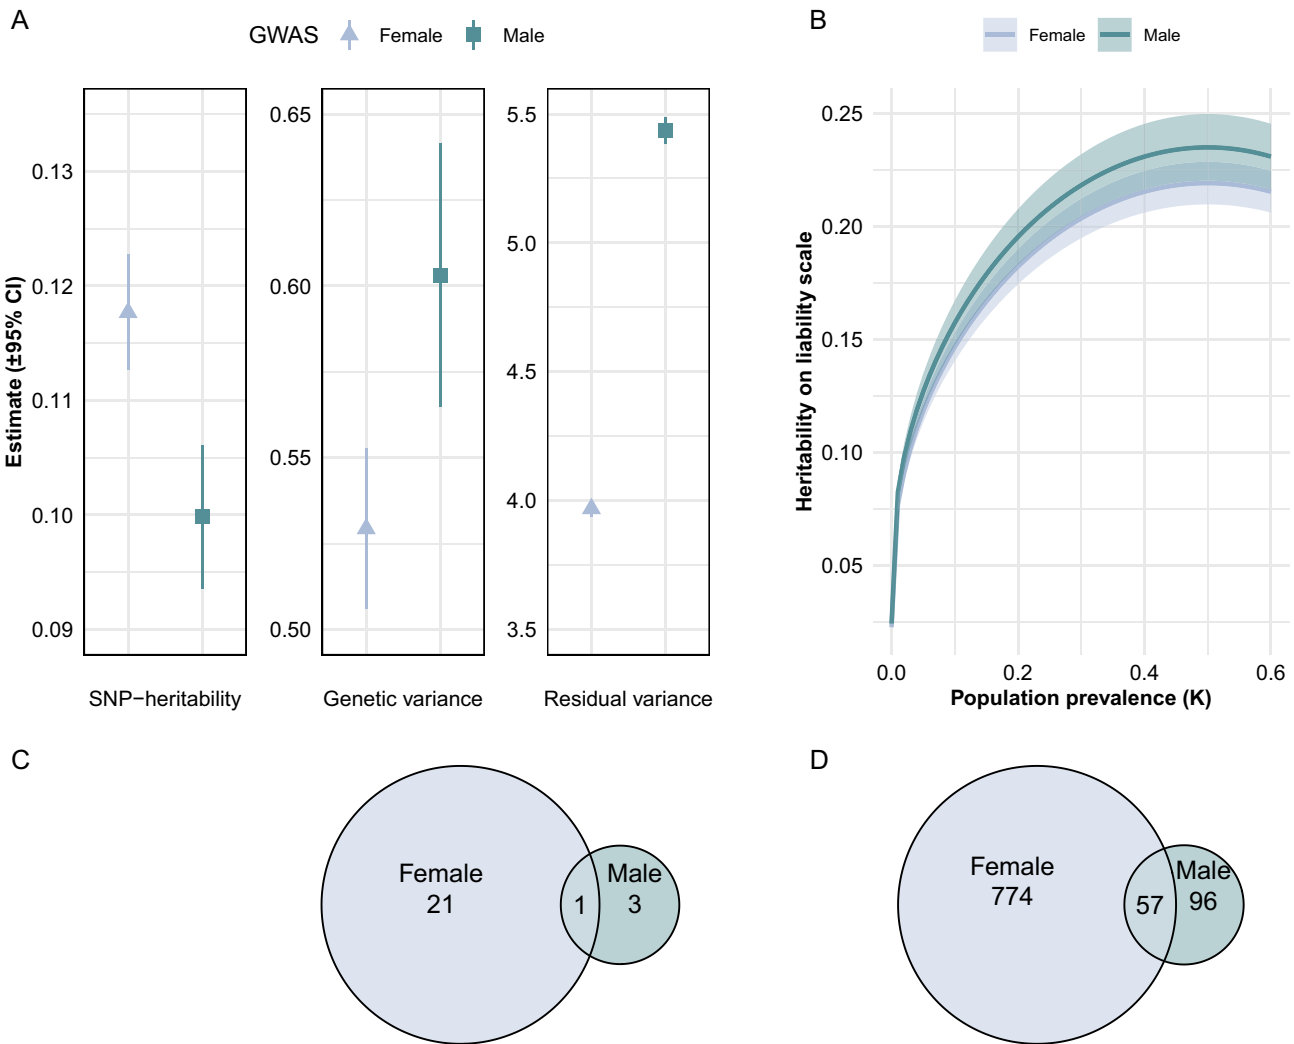 A
GWAS Female Male
Estimate (±95% CI)
0.13
0.12
0.11
0.10
0.09
SNP−heritability
0.65
0.60
0.55
0.50
Genetic variance
5.5
5.0
4.5
4.0
3.5
Residual variance
B
Female Male
Heritability on liability scale
0.25
0.20
0.15
0.10
0.05
0.0 0.2 0.4 0.6
Population prevalence (K)
C
Female
21
1
Male
3
D
Female
774
57
Male
96